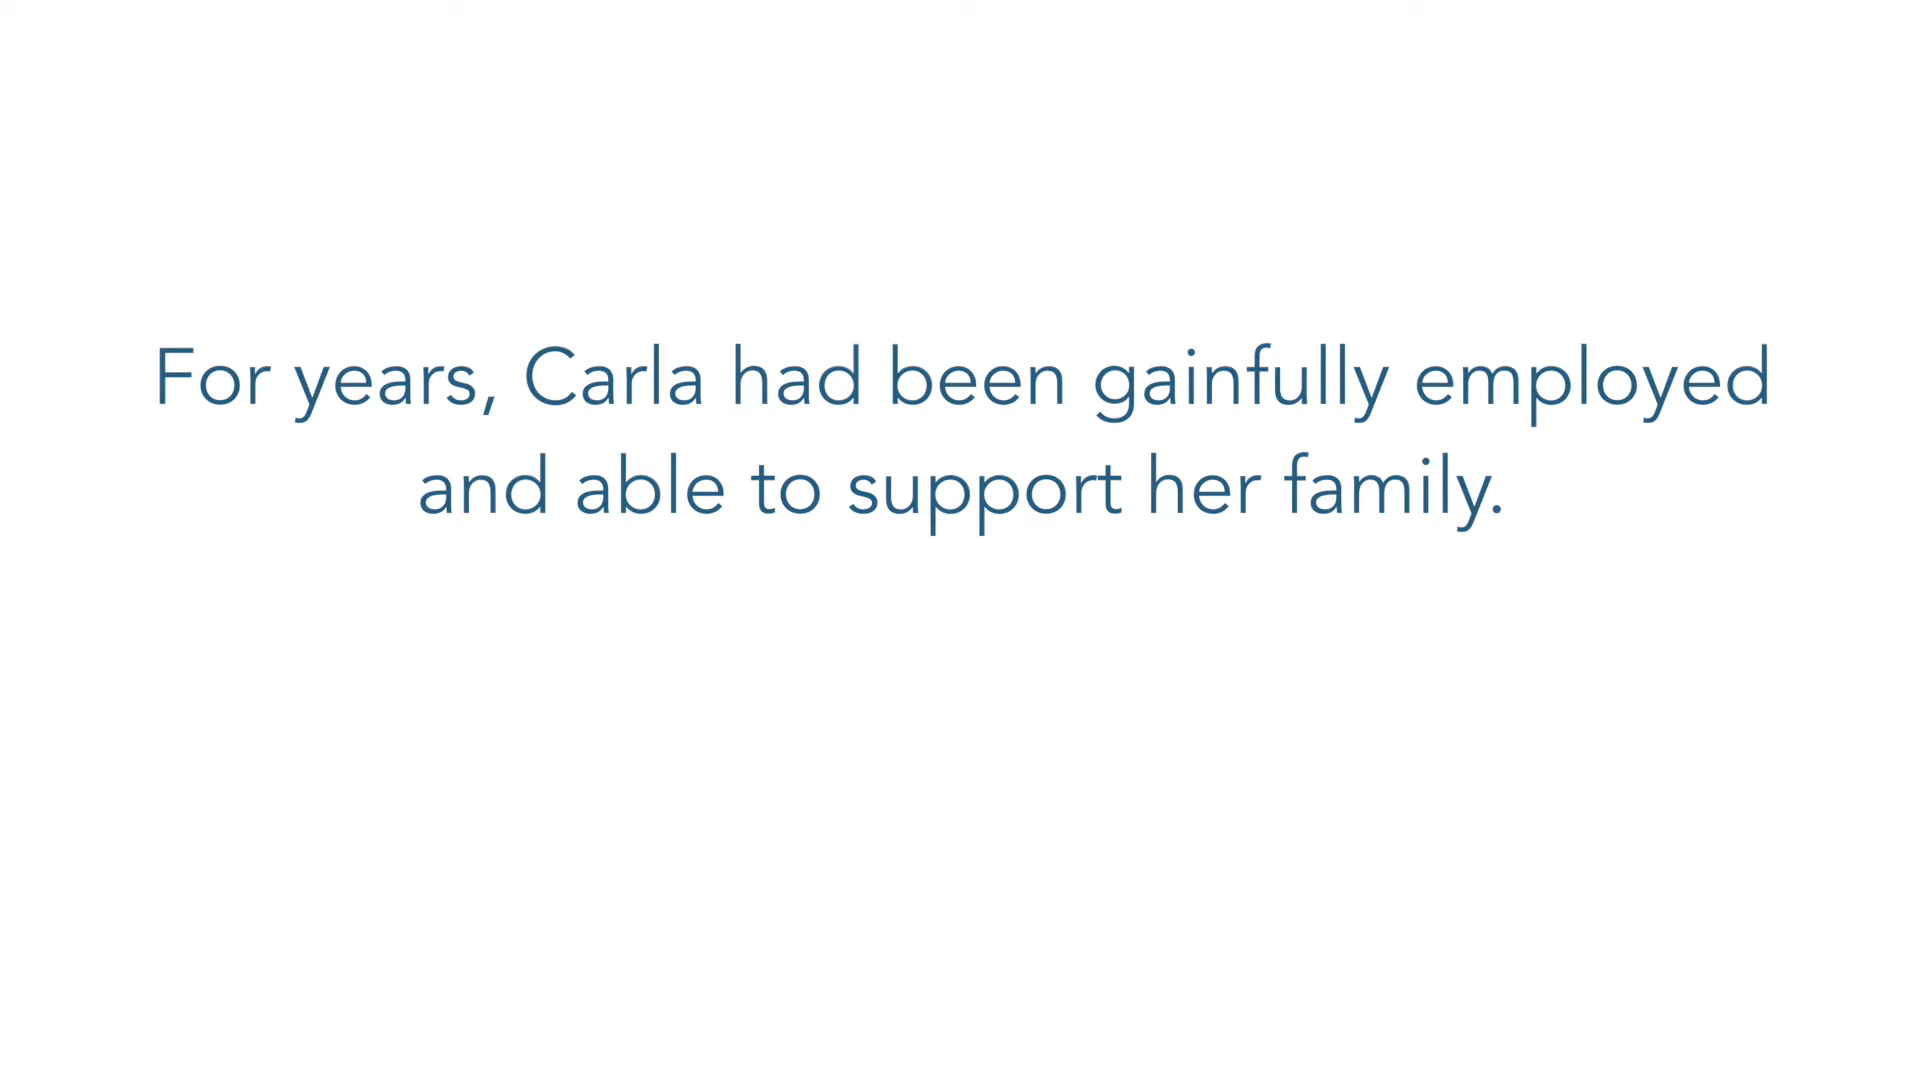 For years, Carla had been gainfully employed
and able to support her family.